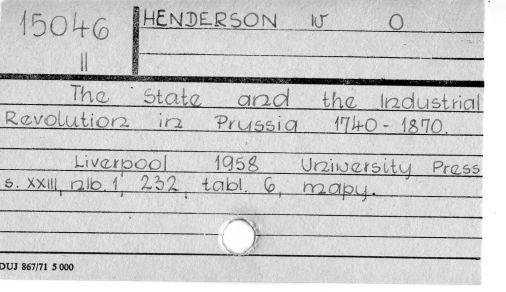 15046
II
HENDERSON W O
The State and the Industrial
Revolution in Prussia 1740-1870.
Liverpool 1958 Uniwersity Press
s. XXIII, nlb. 1, 232, tabl. 6, mapy.
DUJ 867/71 5 000